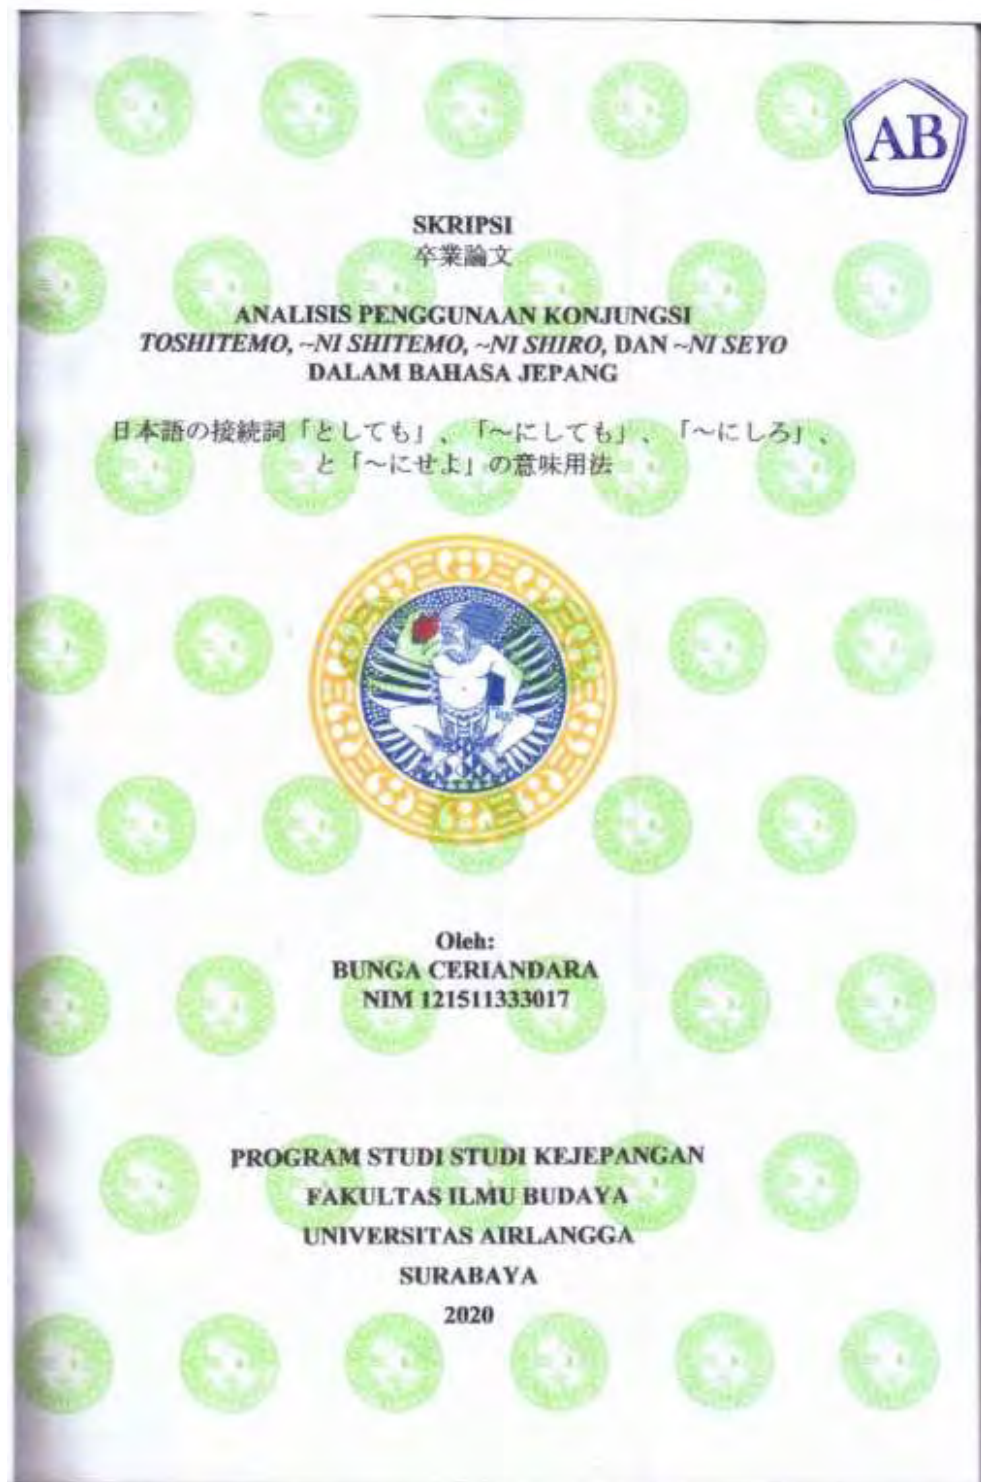 AB
SKRIPSI
卒業論文
ANALISIS PENGGUNAAN KONJUNGSI
TOSHITEMO, ~NI SHITEMO, ~NI SHIRO, DAN ~NI SEYO
DALAM BAHASA JEPANG
日本語の接続詞「としても」、「～にしても」、「～にしろ」、
と「～にせよ」の意味用法
Oleh:
BUNGA CERIANDARA
NIM 121511333017
PROGRAM STUDI STUDI KEJEPANGAN
FAKULTAS ILMU BUDAYA
UNIVERSITAS AIRLANGGA
SURABAYA
2020